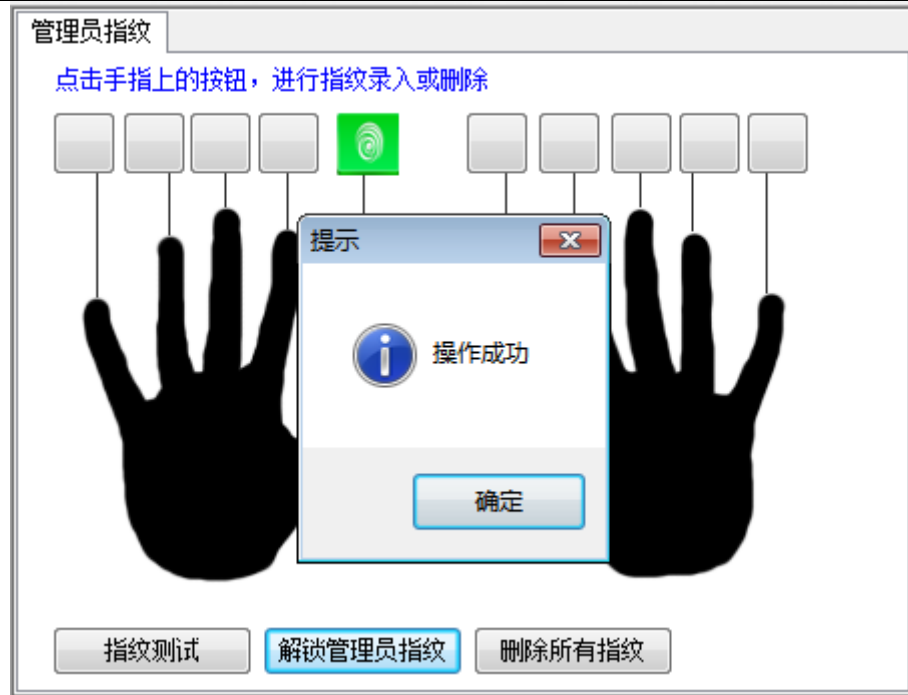 管理员指纹
点击手指上的按钮，进行指纹录入或删除
提示
操作成功
确定
指纹测试
解锁管理员指纹
删除所有指纹